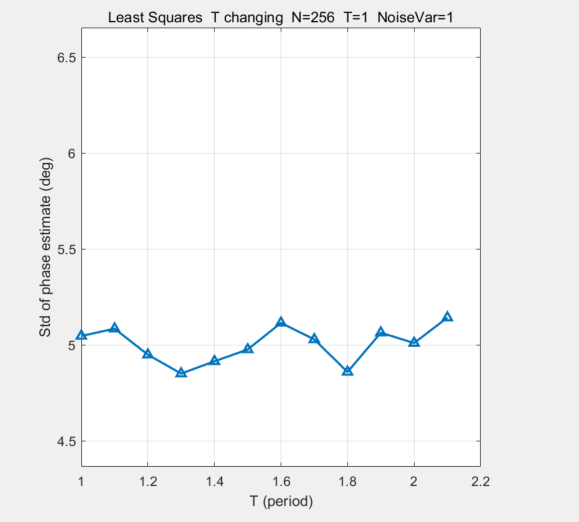 Least Squares  T changing  N=256  T=1  NoiseVar=1
6.5
6
5.5
5
4.5
Std of phase estimate (deg)
1 1.2 1.4 1.6 1.8 2 2.2
T (period)